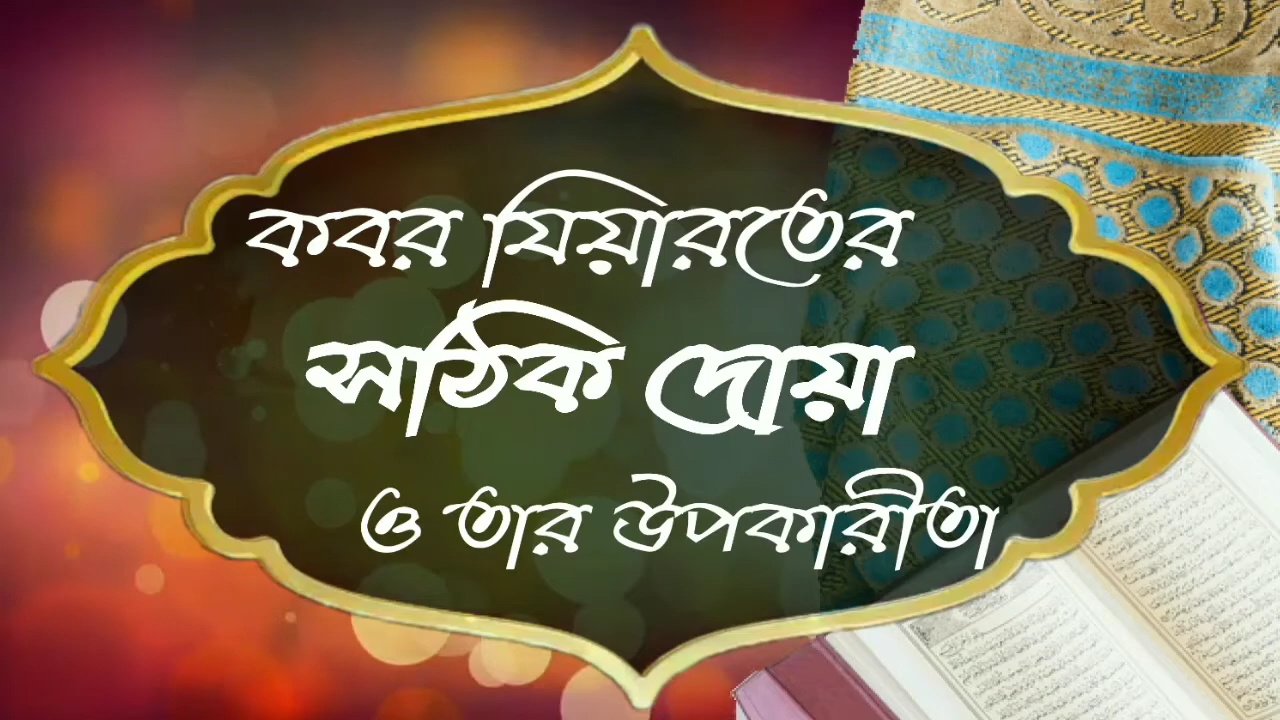 কবর যিয়ারতের
সঠিক দোয়া
ও তার উপকারীতা